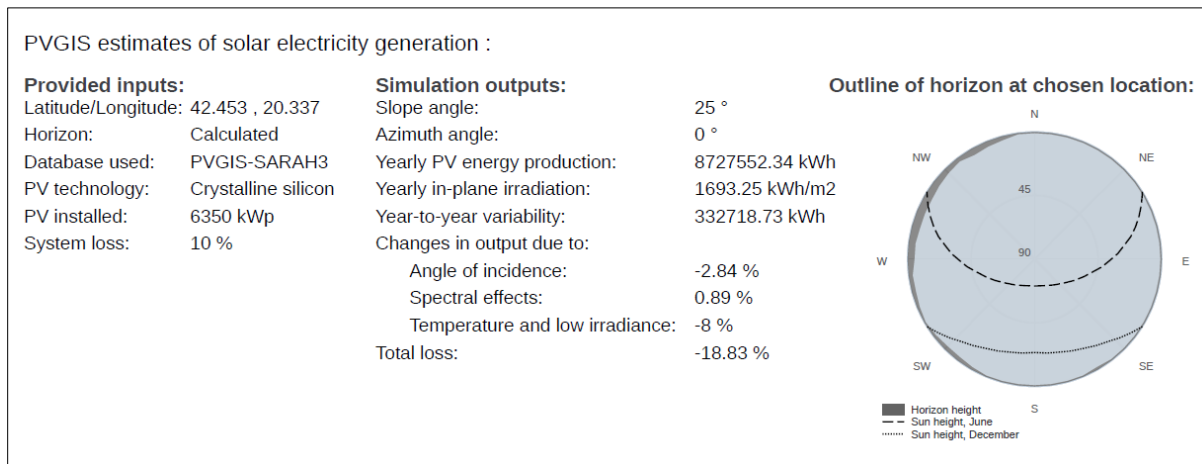 PVGIS estimates of solar electricity generation :
Provided inputs:
Latitude/Longitude: 42.453 , 20.337
Horizon: Calculated
Database used: PVGIS-SARAH3
PV technology: Crystalline silicon
PV installed: 6350 kWp
System loss: 10 %
Simulation outputs:
Slope angle: 25 °
Azimuth angle: 0 °
Yearly PV energy production: 8727552.34 kWh
Yearly in-plane irradiation: 1693.25 kWh/m2
Year-to-year variability: 332718.73 kWh
Changes in output due to:
Angle of incidence: -2.84 %
Spectral effects: 0.89 %
Temperature and low irradiance: -8 %
Total loss: -18.83 %
Outline of horizon at chosen location:
N
NW NE
45
W 90 E
SW SE
S
Horizon height
Sun height, June
Sun height, December